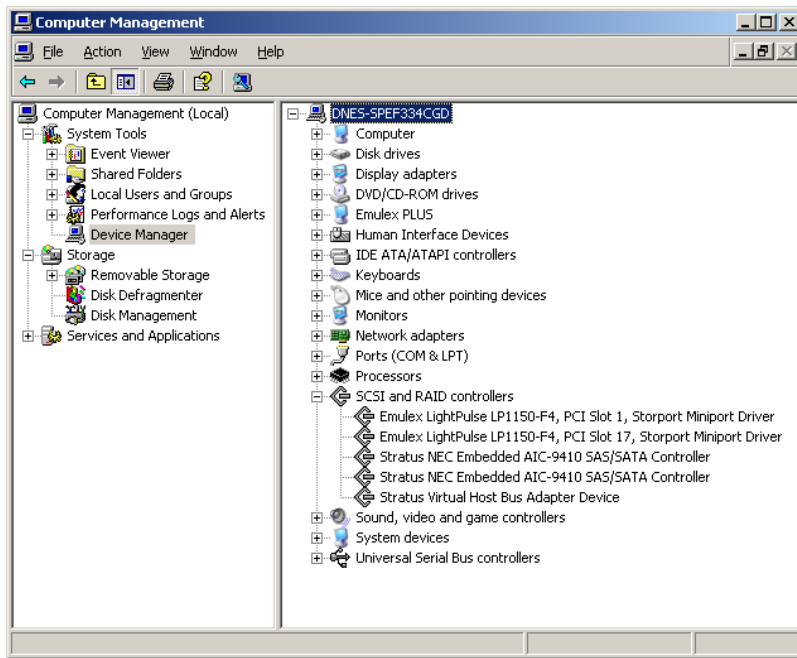 Computer Management
File Action View Window Help
Computer Management (Local)
System Tools
Event Viewer
Shared Folders
Local Users and Groups
Performance Logs and Alerts
Device Manager
Storage
Removable Storage
Disk Defragmenter
Disk Management
Services and Applications
DNES-SPEF334CGD
Computer
Disk drives
Display adapters
DVD/CD-ROM drives
Emulex PLUS
Human Interface Devices
IDE ATA/ATAPI controllers
Keyboards
Mice and other pointing devices
Monitors
Network adapters
Ports (COM & LPT)
Processors
SCSI and RAID controllers
Emulex LightPulse LP1150-F4, PCI Slot 1, Storport Miniport Driver
Emulex LightPulse LP1150-F4, PCI Slot 17, Storport Miniport Driver
Stratus NEC Embedded AIC-9410 SAS/SATA Controller
Stratus NEC Embedded AIC-9410 SAS/SATA Controller
Stratus Virtual Host Bus Adapter Device
Sound, video and game controllers
System devices
Universal Serial Bus controllers